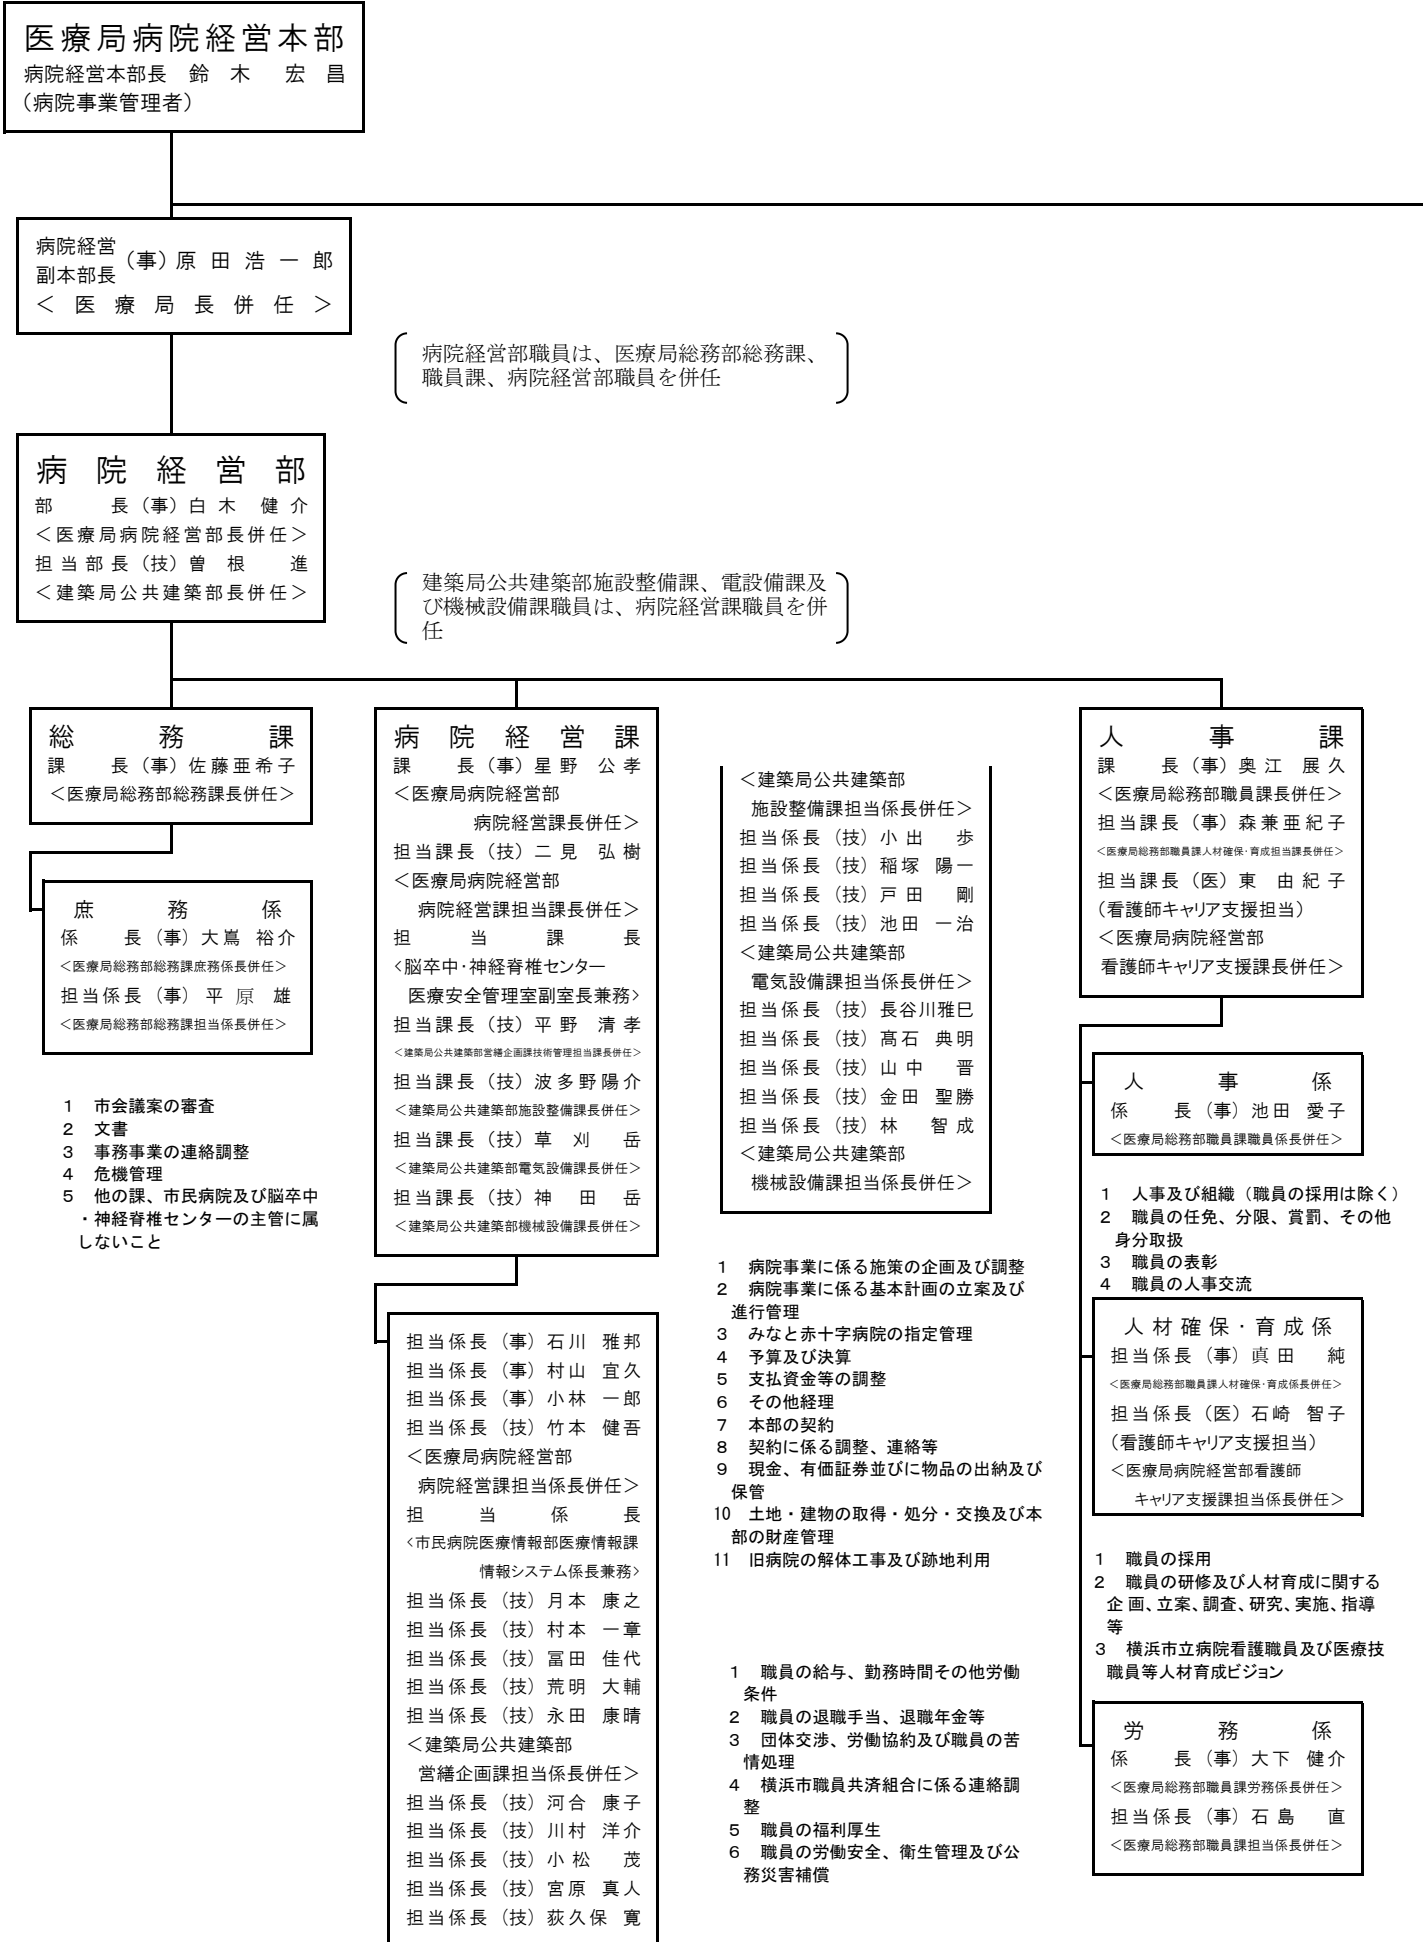 医療局病院経営本部
病院経営本部長 鈴木 宏昌
（病院事業管理者）
病院経営
副本部長
（事）原田浩一郎
＜医療局長併任＞
病院経営部職員は、医療局総務部総務課、
職員課、病院経営部職員を併任
病院経営部
部 長（事）白木 健介
＜医療局病院経営部長併任＞
担当部長（技）曽根 進
＜建築局公共建築部長併任＞
建築局公共建築部施設整備課、電設備課及
び機械設備課職員は、病院経営課職員を併
任
総務課
課 長（事）佐藤亜希子
＜医療局総務部総務課長併任＞
庶務係
係 長（事）大嶌 裕介
＜医療局総務部総務課庶務係長併任＞
担当係長（事）平原 雄
＜医療局総務部総務課担当係長併任＞
1 市会議案の審査
2 文書
3 事務事業の連絡調整
4 危機管理
5 他の課、市民病院及び脳卒中
・神経脊椎センターの主管に属
しないこと
病院経営課
課 長（事）星野 公孝
＜医療局病院経営部
病院経営課長併任＞
担当課長（技）二見 弘樹
＜医療局病院経営部
病院経営課担当課長併任＞
担当課長
<脳卒中・神経脊椎センター
医療安全管理室副室長兼務>
担当課長（技）平野 清孝
＜建築局公共建築部営繕企画課技術管理担当課長併任＞
担当課長（技）波多野陽介
＜建築局公共建築部施設整備課長併任＞
担当課長（技）草刈 岳
＜建築局公共建築部電気設備課長併任＞
担当課長（技）神田 岳
＜建築局公共建築部機械設備課長併任＞
担当係長（事）石川 雅邦
担当係長（事）村山 宜久
担当係長（事）小林 一郎
担当係長（技）竹本 健吾
＜医療局病院経営部
病院経営課担当係長併任＞
担当係長
<市民病院医療情報部医療情報課
情報システム係長兼務>
担当係長（技）月本 康之
担当係長（技）村本 一章
担当係長（技）冨田 佳代
担当係長（技）荒明 大輔
担当係長（技）永田 康晴
＜建築局公共建築部
営繕企画課担当係長併任＞
担当係長（技）河合 康子
担当係長（技）川村 洋介
担当係長（技）小松 茂
担当係長（技）宮原 真人
担当係長（技）荻久保 寛
＜建築局公共建築部
施設整備課担当係長併任＞
担当係長（技）小出 歩
担当係長（技）稲塚 陽一
担当係長（技）戸田 剛
担当係長（技）池田 一治
＜建築局公共建築部
電気設備課担当係長併任＞
担当係長（技）長谷川雅巳
担当係長（技）髙石 典明
担当係長（技）山中 晋
担当係長（技）金田 聖勝
担当係長（技）林 智成
＜建築局公共建築部
機械設備課担当係長併任＞
1 病院事業に係る施策の企画及び調整
2 病院事業に係る基本計画の立案及び
進行管理
3 みなと赤十字病院の指定管理
4 予算及び決算
5 支払資金等の調整
6 その他経理
7 本部の契約
8 契約に係る調整、連絡等
9 現金、有価証券並びに物品の出納及び
保管
10 土地・建物の取得・処分・交換及び本
部の財産管理
11 旧病院の解体工事及び跡地利用
人事課
課 長（事）奥江 展久
＜医療局総務部職員課長併任＞
担当課長（事）森兼亜紀子
＜医療局総務部職員課人材確保・育成担当課長併任＞
担当課長（医）東 由紀子
（看護師キャリア支援担当）
＜医療局病院経営部
看護師キャリア支援課長併任＞
人事係
係 長（事）池田 愛子
＜医療局総務部職員課職員係長併任＞
1 人事及び組織（職員の採用は除く）
2 職員の任免、分限、賞罰、その他
身分取扱
3 職員の表彰
4 職員の人事交流
人材確保・育成係
担当係長（事）眞田 純
＜医療局総務部職員課人材確保・育成係長併任＞
担当係長（医）石崎 智子
（看護師キャリア支援担当）
＜医療局病院経営部看護師
キャリア支援課担当係長併任＞
1 職員の採用
2 職員の研修及び人材育成に関する
企画、立案、調査、研究、実施、指導
等
3 横浜市立病院看護職員及び医療技
職員等人材育成ビジョン
労務係
係 長（事）大下 健介
＜医療局総務部職員課労務係長併任＞
担当係長（事）石島 直
＜医療局総務部職員課担当係長併任＞
1 職員の給与、勤務時間その他労働
条件
2 職員の退職手当、退職年金等
3 団体交渉、労働協約及び職員の苦
情処理
4 横浜市職員共済組合に係る連絡調
整
5 職員の福利厚生
6 職員の労働安全、衛生管理及び公
務災害補償